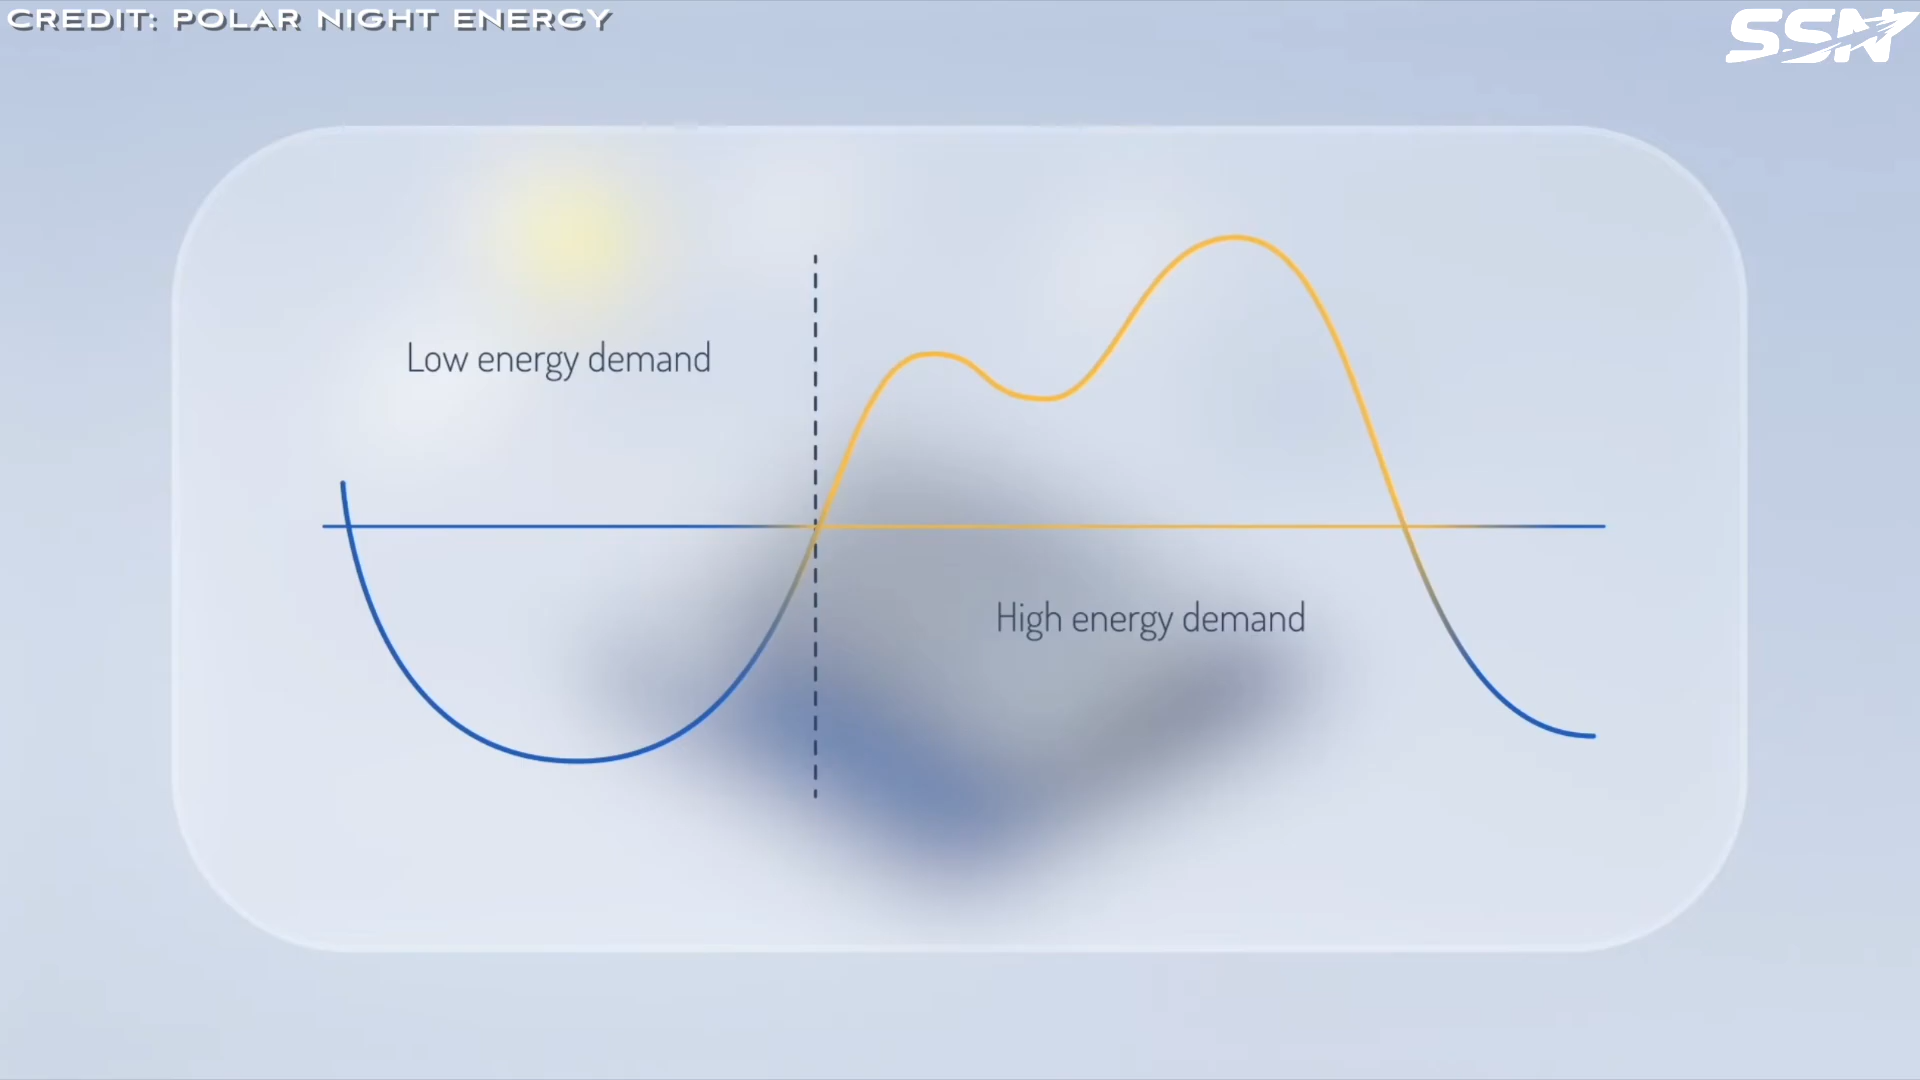 CREDIT: POLAR NIGHT ENERGY
SSN
Low energy demand
High energy demand